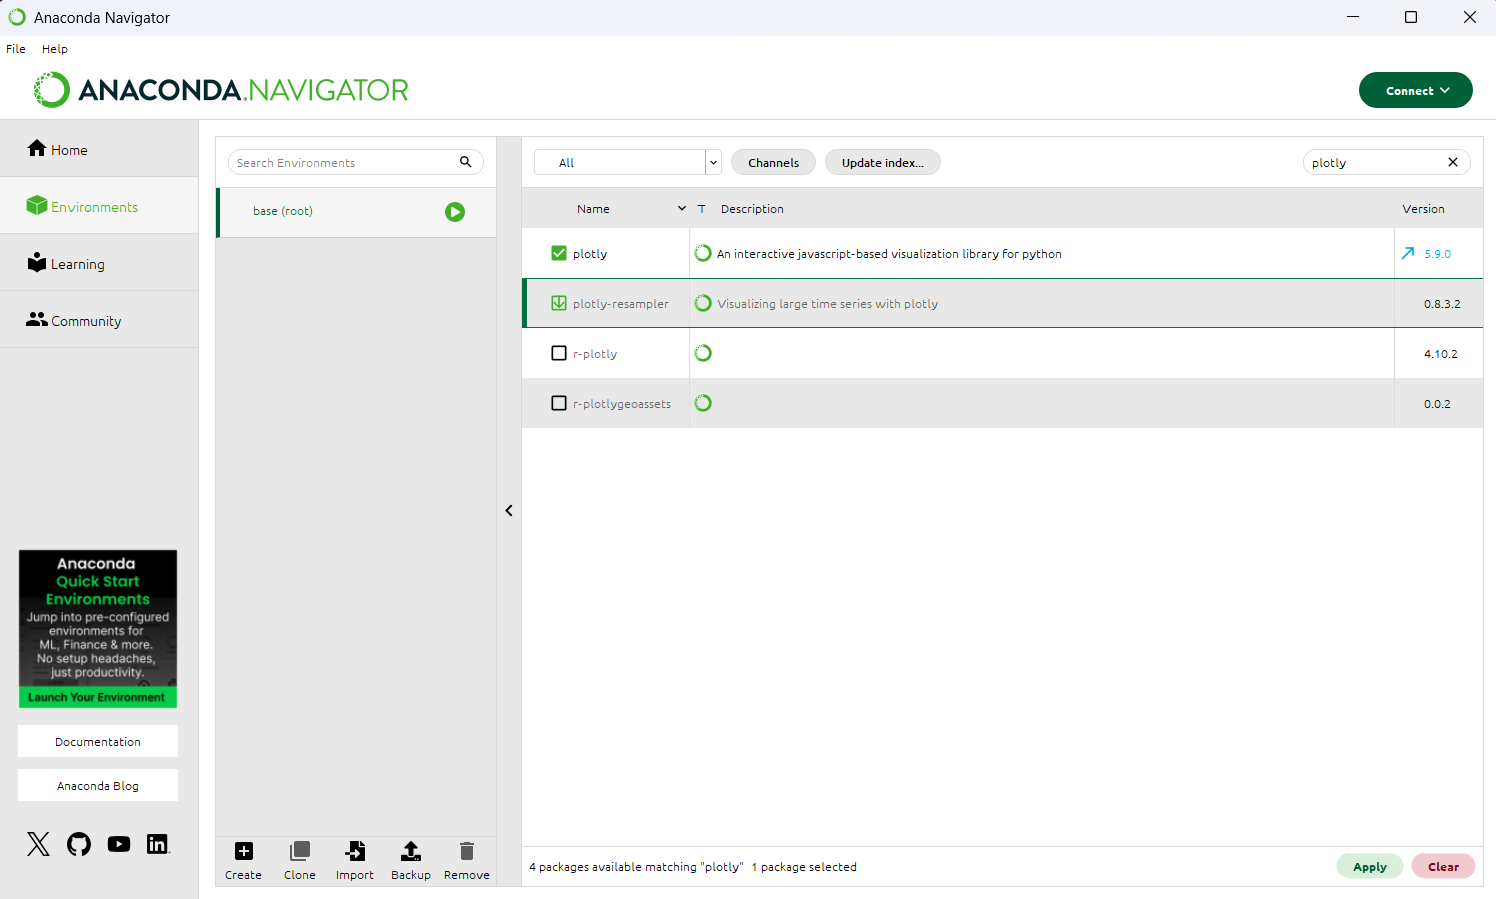 Anaconda Navigator
File Help
ANACONDA.NAVIGATOR
Connect
Home
Environments
Learning
Community
Anaconda
Quick Start
Environments
Jump into pre-configured
environments for
ML, Finance & more.
No setup headaches,
just productivity.
Launch Your Environment
Documentation
Anaconda Blog
Search Environments
base (root)
Create Clone Import Backup Remove
All Channels Update index... plotly
Name T Description Version
plotly An interactive javascript-based visualization library for python 5.9.0
plotly-resampler Visualizing large time series with plotly 0.8.3.2
r-plotly 4.10.2
r-plotlygeoassets 0.0.2
4 packages available matching "plotly" 1 package selected
Apply Clear